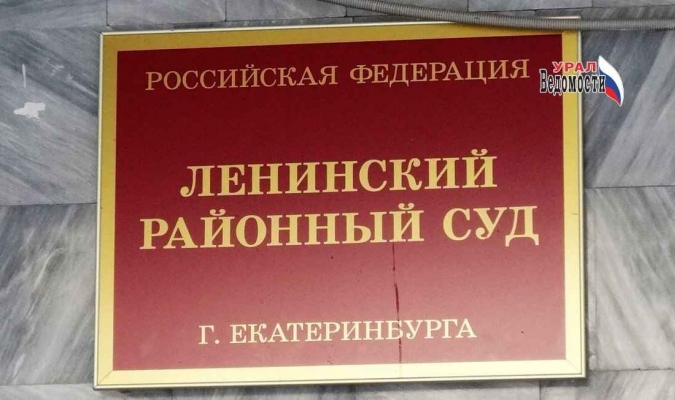 РОССИЙСКАЯ ФЕДЕРАЦИЯ
УРАЛ
ВЕДОМОСТИ
ЛЕНИНСКИЙ
РАЙОННЫЙ СУД
Г. ЕКАТЕРИНБУРГА